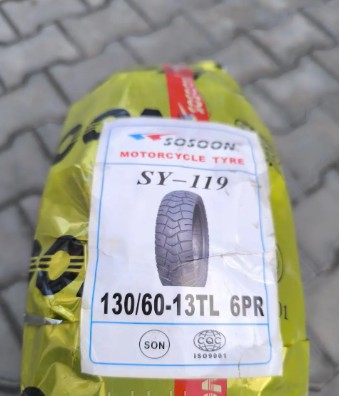 SOSOON
MOTORCYCLE TYRE
SY-119
130/60-13TL 6PR
SON
CQC
ISO9001